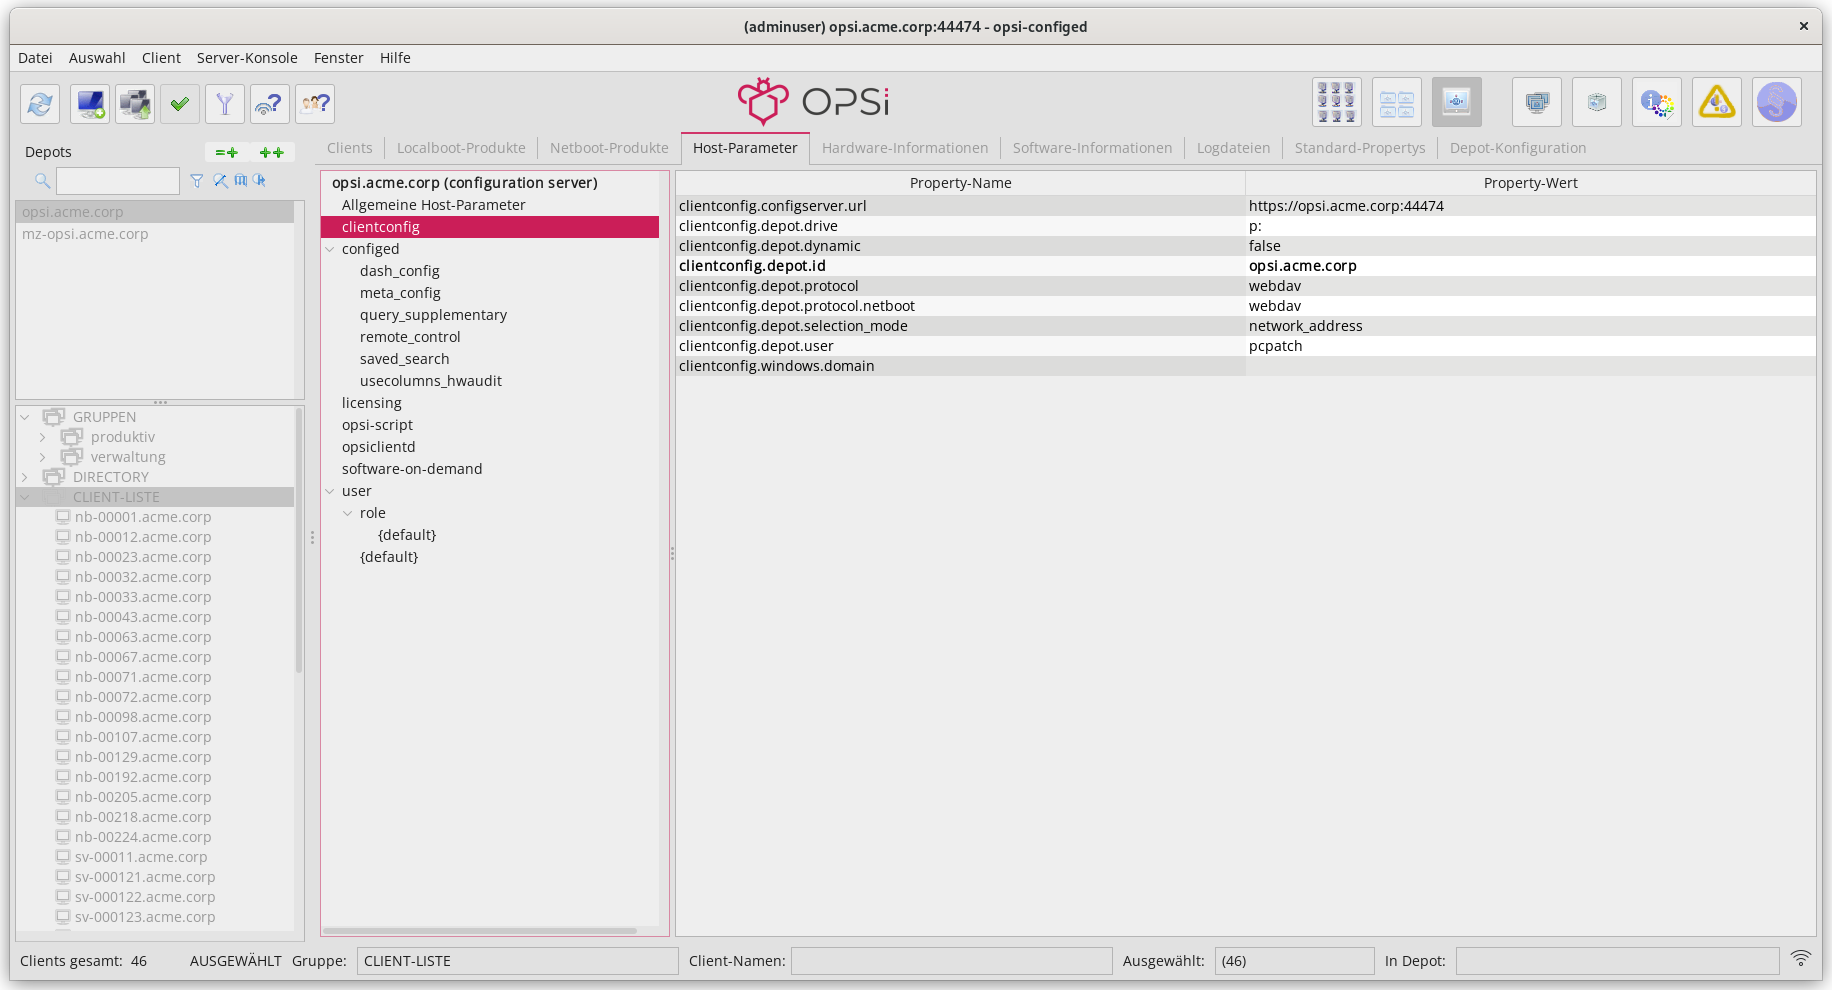 (adminuser) opsi.acme.corp:44474 - opsi-configed
Datei Auswahl Client Server-Konsole Fenster Hilfe
OPSi
Depots
Clients Localboot-Produkte Netboot-Produkte Host-Parameter Hardware-Informationen Software-Informationen Logdateien Standard-Propertys Depot-Konfiguration
opsi.acme.corp
mz-opsi.acme.corp
GRUPPEN
produktiv
verwaltung
DIRECTORY
CLIENT-LISTE
nb-00001.acme.corp
nb-00012.acme.corp
nb-00023.acme.corp
nb-00032.acme.corp
nb-00033.acme.corp
nb-00043.acme.corp
nb-00063.acme.corp
nb-00067.acme.corp
nb-00071.acme.corp
nb-00072.acme.corp
nb-00098.acme.corp
nb-00107.acme.corp
nb-00129.acme.corp
nb-00192.acme.corp
nb-00205.acme.corp
nb-00218.acme.corp
nb-00224.acme.corp
sv-00011.acme.corp
sv-000121.acme.corp
sv-000122.acme.corp
sv-000123.acme.corp
opsi.acme.corp (configuration server)
Allgemeine Host-Parameter
clientconfig
configed
dash_config
meta_config
query_supplementary
remote_control
saved_search
usecolumns_hwaudit
licensing
opsi-script
opsiclientd
software-on-demand
user
role
{default}
{default}
Property-Name Property-Wert
clientconfig.configserver.url https://opsi.acme.corp:44474
clientconfig.depot.drive p:
clientconfig.depot.dynamic false
clientconfig.depot.id opsi.acme.corp
clientconfig.depot.protocol webdav
clientconfig.depot.protocol.netboot webdav
clientconfig.depot.selection_mode network_address
clientconfig.depot.user pcpatch
clientconfig.windows.domain
Clients gesamt: 46 AUSGEWÄHLT Gruppe: CLIENT-LISTE Client-Namen: Ausgewählt: (46) In Depot: